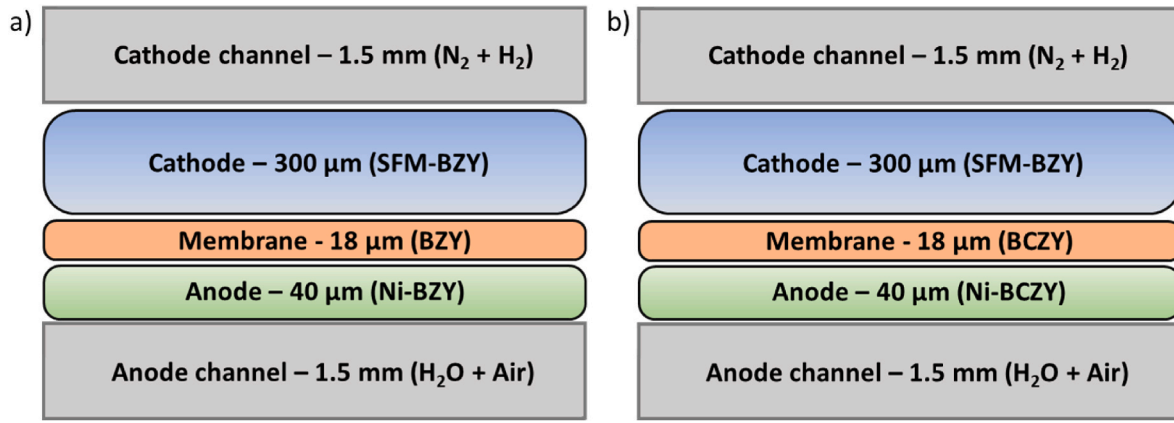 a)
Cathode channel – 1.5 mm (N₂ + H₂)
Cathode – 300 µm (SFM-BZY)
Membrane - 18 µm (BZY)
Anode – 40 µm (Ni-BZY)
Anode channel – 1.5 mm (H₂O + Air)
b)
Cathode channel – 1.5 mm (N₂ + H₂)
Cathode – 300 µm (SFM-BZY)
Membrane - 18 µm (BCZY)
Anode – 40 µm (Ni-BCZY)
Anode channel – 1.5 mm (H₂O + Air)